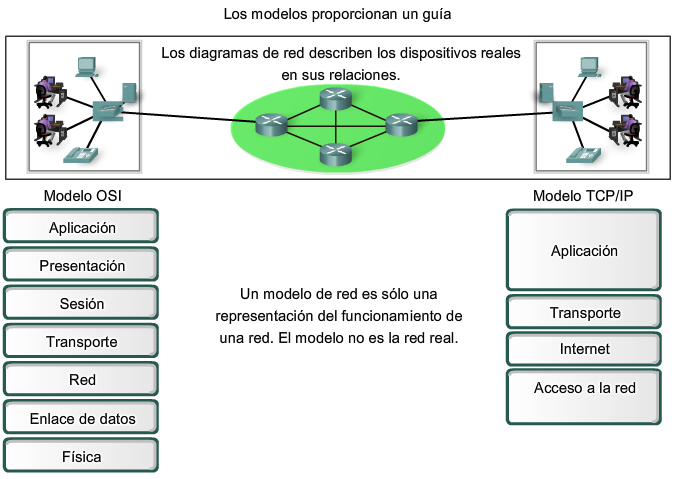 Los modelos proporcionan un guía
Los diagramas de red describen los dispositivos reales
en sus relaciones.
Modelo OSI
Aplicación
Presentación
Sesión
Transporte
Red
Enlace de datos
Física
Un modelo de red es sólo una
representación del funcionamiento de
una red. El modelo no es la red real.
Modelo TCP/IP
Aplicación
Transporte
Internet
Acceso a la red